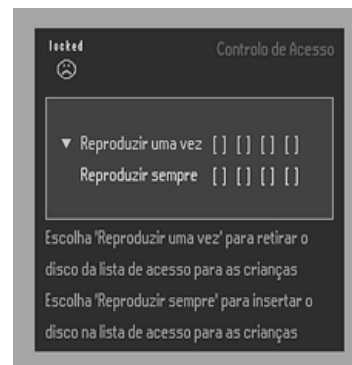 locked
Controlo de Acesso
▼ Reproduzir uma vez [ ] [ ] [ ] [ ]
Reproduzir sempre [ ] [ ] [ ] [ ]
Escolha 'Reproduzir uma vez' para retirar o
disco da lista de acesso para as crianças
Escolha 'Reproduzir sempre' para insertar o
disco na lista de acesso para as crianças